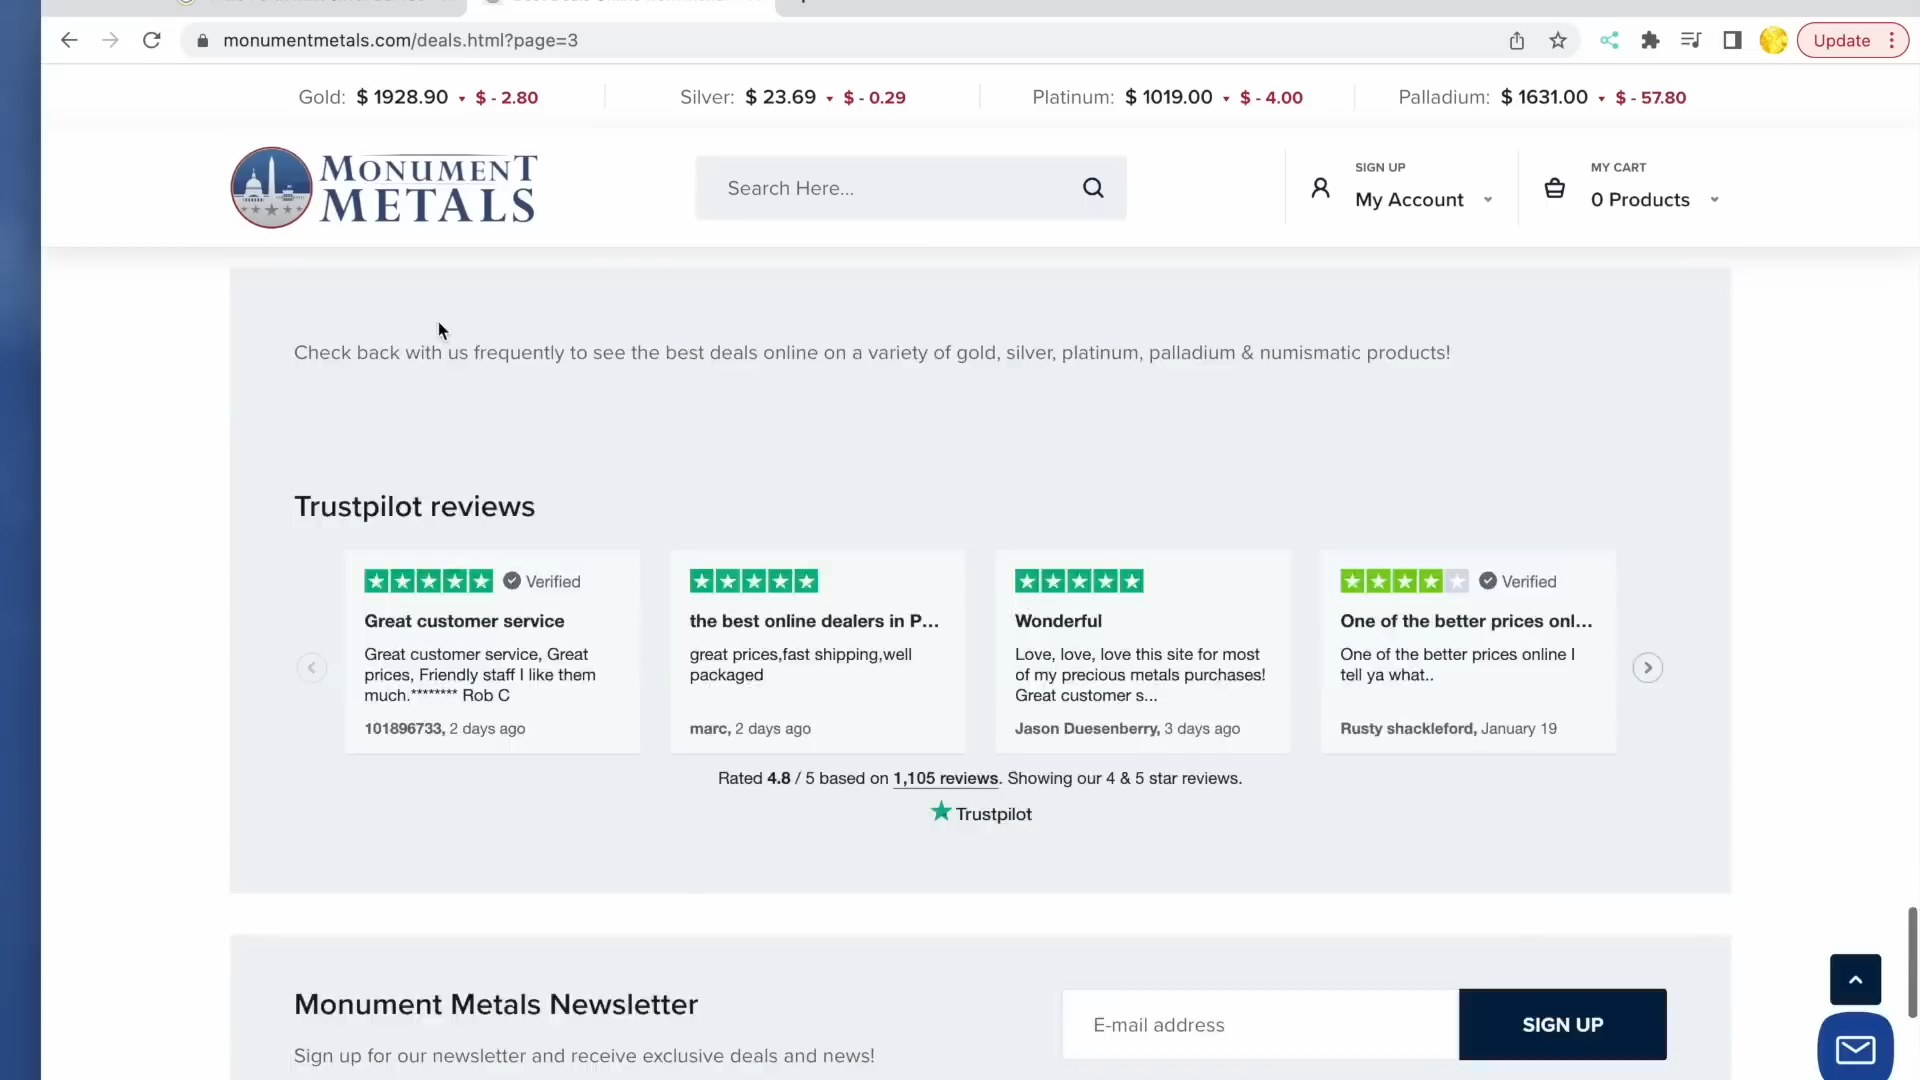 monumentmetals.com/deals.html?page=3
Update
Gold: $ 1928.90 $ - 2.80
Silver: $ 23.69 $ - 0.29
Platinum: $ 1019.00 $ - 4.00
Palladium: $ 1631.00 $ - 57.80
MONUMENT
METALS
Search Here...
SIGN UP
My Account
MY CART
0 Products
Check back with us frequently to see the best deals online on a variety of gold, silver, platinum, palladium & numismatic products!
Trustpilot reviews
Verified
Great customer service
Great customer service, Great
prices, Friendly staff I like them
much.******** Rob C
101896733, 2 days ago
the best online dealers in P...
great prices,fast shipping,well
packaged
marc, 2 days ago
Wonderful
Love, love, love this site for most
of my precious metals purchases!
Great customer s...
Jason Duesenberry, 3 days ago
Verified
One of the better prices onl...
One of the better prices online I
tell ya what..
Rusty shackleford, January 19
Rated 4.8 / 5 based on 1,105 reviews. Showing our 4 & 5 star reviews.
Trustpilot
Monument Metals Newsletter
Sign up for our newsletter and receive exclusive deals and news!
E-mail address
SIGN UP